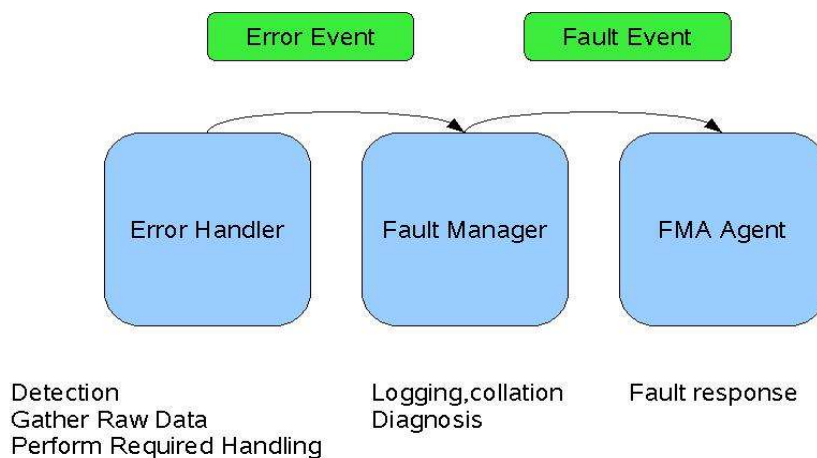 Error Event
Fault Event
Error Handler
Fault Manager
FMA Agent
Detection
Gather Raw Data
Perform Required Handling
Logging,collation
Diagnosis
Fault response